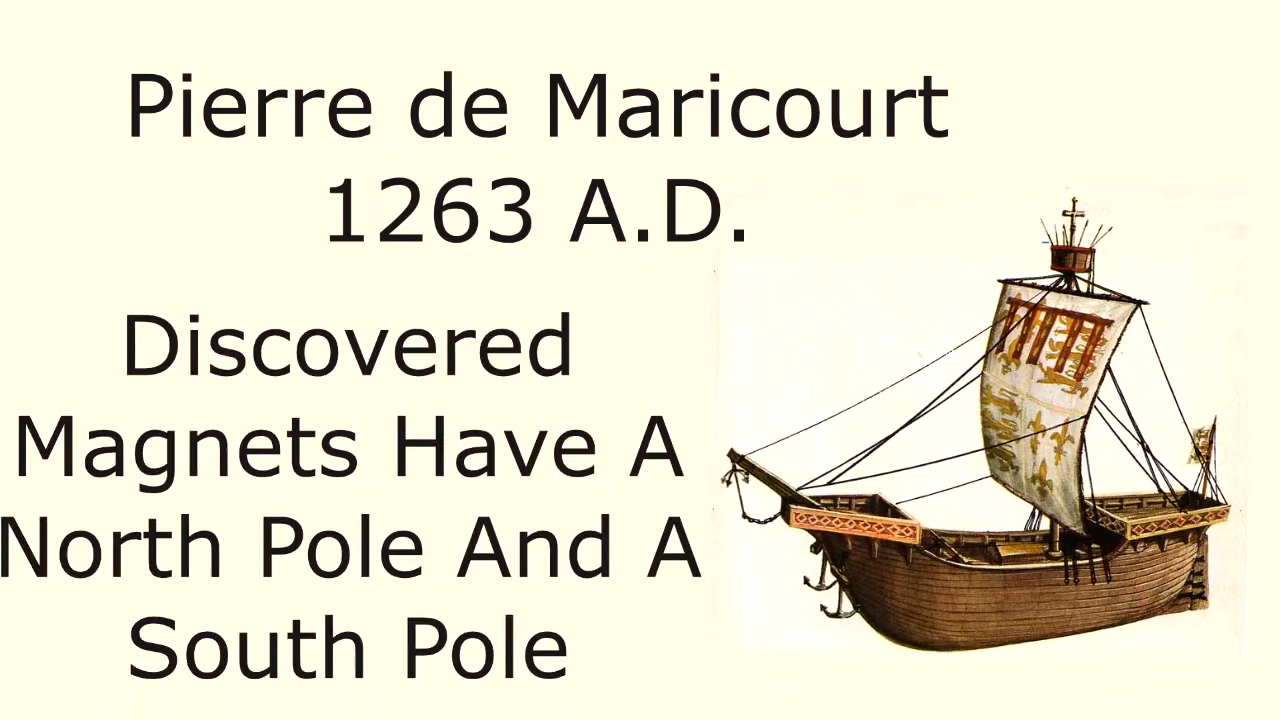 Pierre de Maricourt
1263 A.D.
Discovered
Magnets Have A
North Pole And A
South Pole